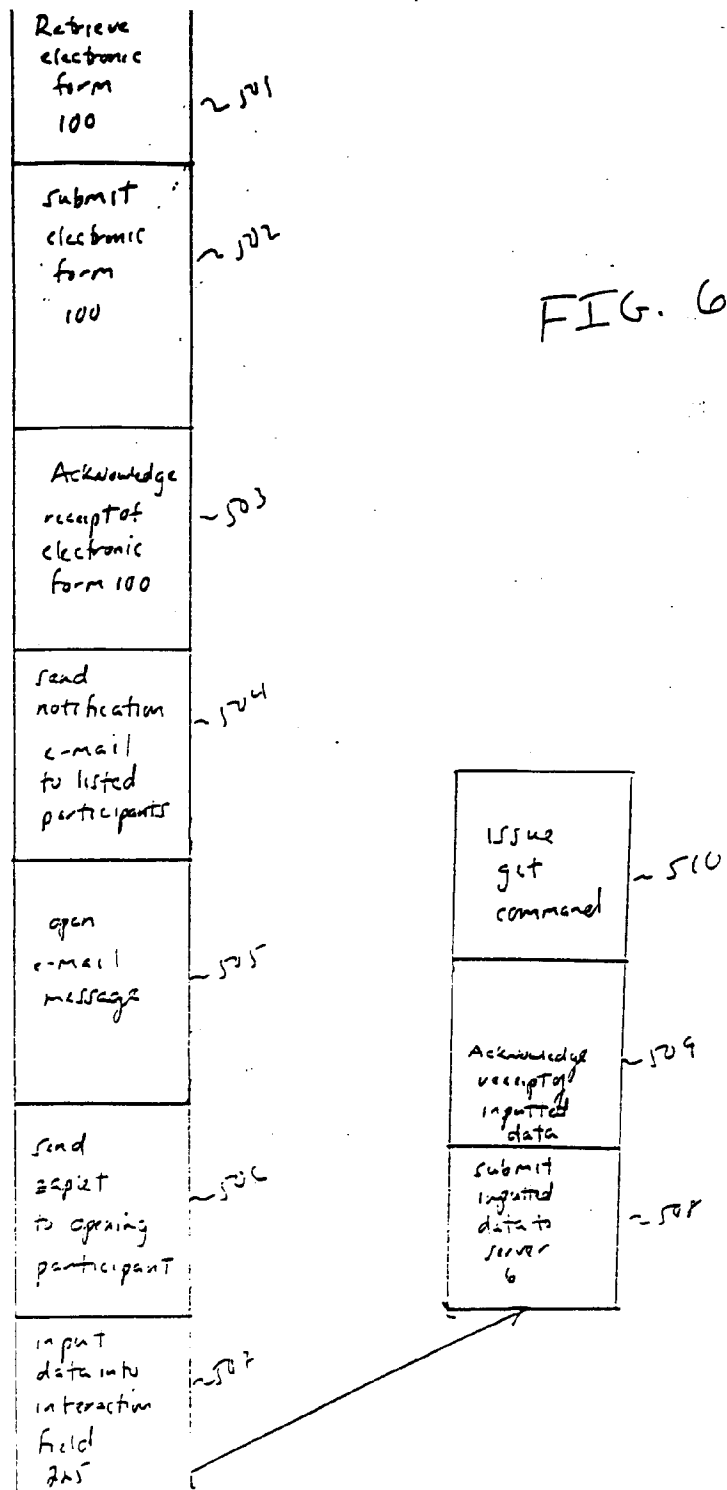 Retrieve
electronic
form
100
~ 501
submit
electronic
form
100
~ 502
FIG. 6
Acknowledge
receipt of
electronic
form 100
~ 503
send
notification
e-mail
to listed
participants
~ 504
open
e-mail
message
~ 505
send
zaplet
to opening
participant
~ 506
input
data into
interaction
field
225
~ 507
issue
get
command
~ 510
Acknowledge
receipt of
inputted
data
~ 509
submit
inputted
data to
server
6
~ 508